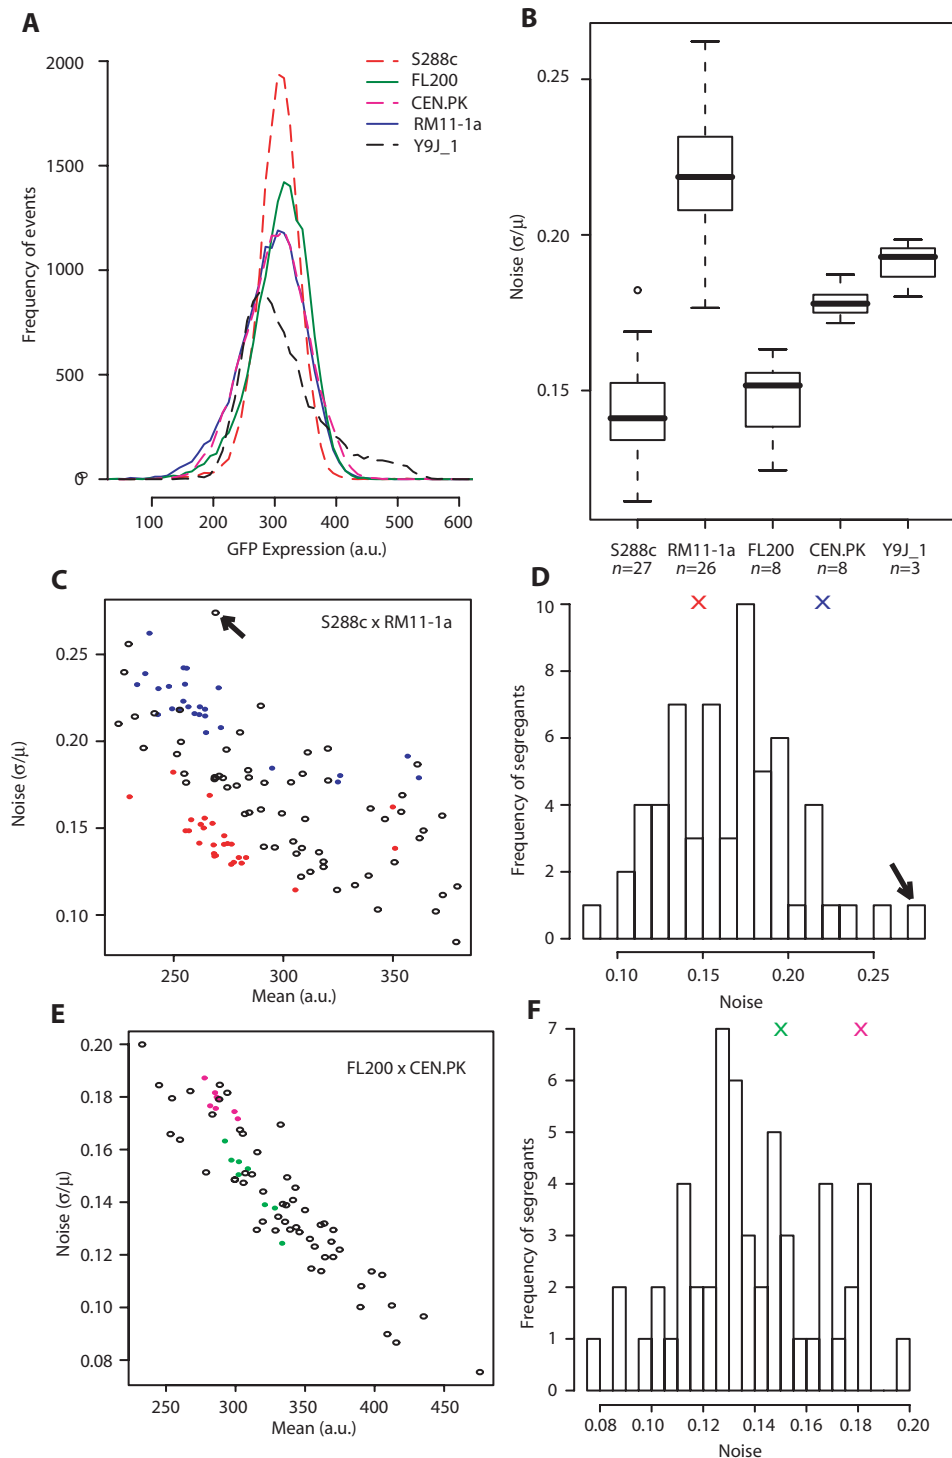 A
2000
1500
1000
500
0
Frequency of events
100 200 300 400 500 600
GFP Expression (a.u.)
S288c
FL200
CEN.PK
RM11-1a
Y9J_1
B
0.25
0.20
0.15
Noise (σ/μ)
S288c RM11-1a FL200 CEN.PK Y9J_1
n=27 n=26 n=8 n=8 n=3
C
S288c x RM11-1a
0.25
0.20
0.15
0.10
Noise (σ/μ)
250 300 350
Mean (a.u.)
D
10
8
6
4
2
0
Frequency of segregants
0.10 0.15 0.20 0.25
Noise
E
FL200 x CEN.PK
0.20
0.18
0.16
0.14
0.12
0.10
0.08
Noise (σ/μ)
250 300 350 400 450
Mean (a.u.)
F
7
6
5
4
3
2
1
0
Frequency of segregants
0.08 0.10 0.12 0.14 0.16 0.18 0.20
Noise